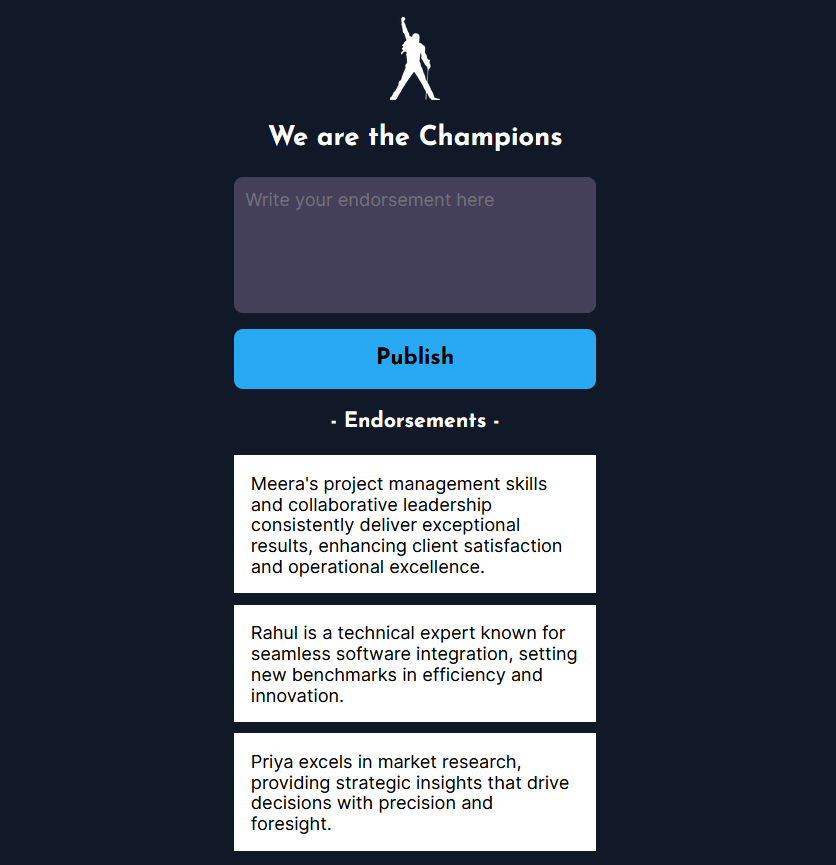 We are the Champions
Write your endorsement here
Publish
- Endorsements -
Meera's project management skills
and collaborative leadership
consistently deliver exceptional
results, enhancing client satisfaction
and operational excellence.
Rahul is a technical expert known for
seamless software integration, setting
new benchmarks in efficiency and
innovation.
Priya excels in market research,
providing strategic insights that drive
decisions with precision and
foresight.